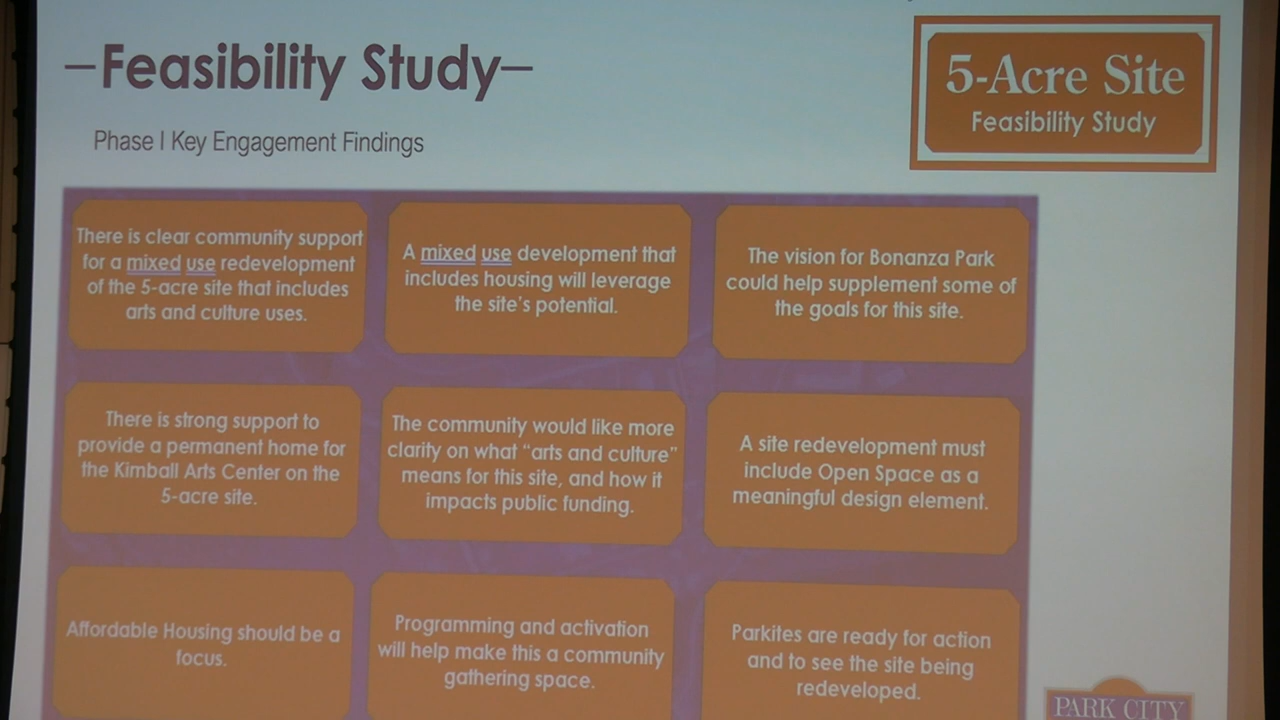 –Feasibility Study–
5-Acre Site
Feasibility Study
Phase I Key Engagement Findings
There is clear community support
for a mixed use redevelopment
of the 5-acre site that includes
arts and culture uses.
A mixed use development that
includes housing will leverage
the site's potential.
The vision for Bonanza Park
could help supplement some of
the goals for this site.
There is strong support to
provide a permanent home for
the Kimball Arts Center on the
5-acre site.
The community would like more
clarity on what “arts and culture”
means for this site, and how it
impacts public funding.
A site redevelopment must
include Open Space as a
meaningful design element.
Affordable Housing should be a
focus.
Programming and activation
will help make this a community
gathering space.
Parkites are ready for action
and to see the site being
redeveloped.
PARK CITY